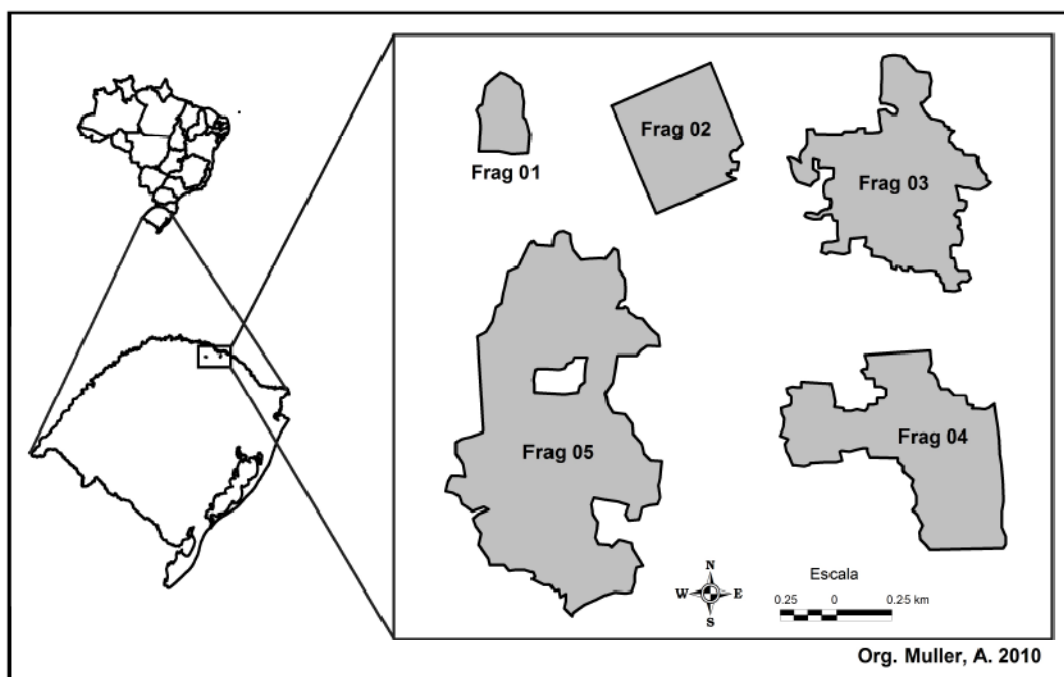 Frag 01
Frag 02
Frag 03
Frag 05
Frag 04
N
W E
S
Escala
0.25 0 0.25 km
Org. Muller, A. 2010